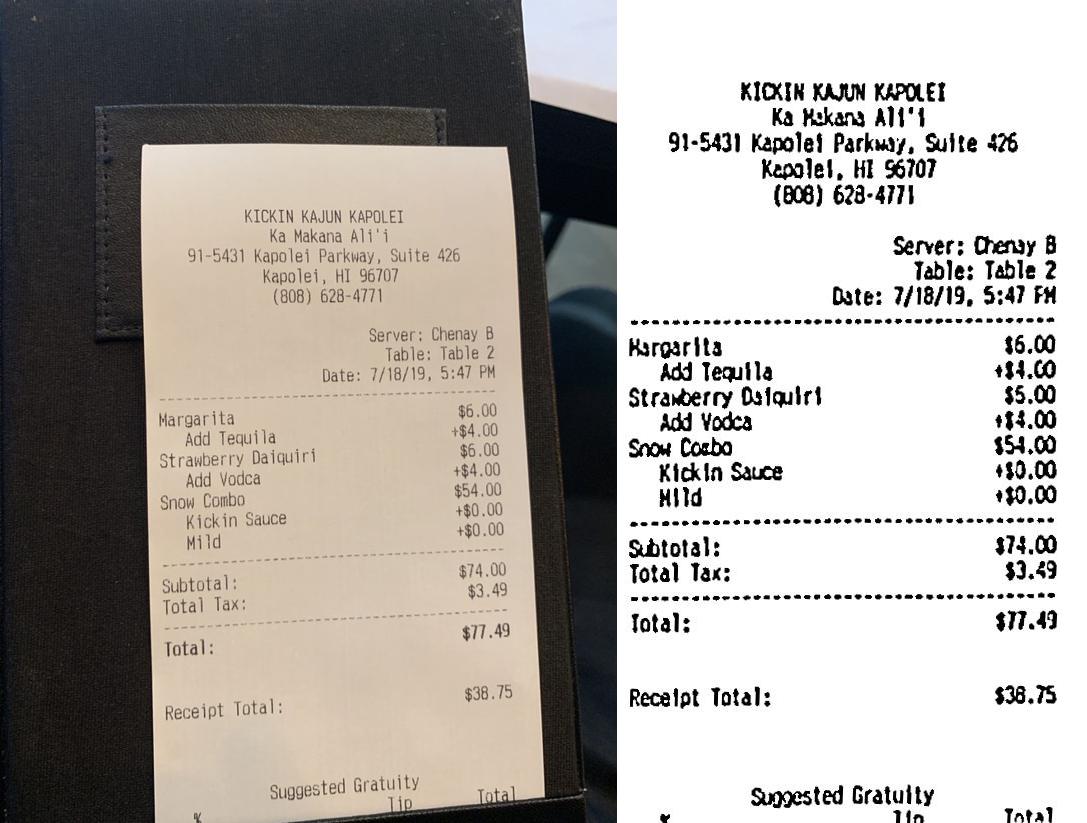 KICKIN KAJUN KAPOLEI
Ka Makana Ali'i
91-5431 Kapolei Parkway, Suite 426
Kapolei, HI 96707
(808) 628-4771
Server: Chenay B
Table: Table 2
Date: 7/18/19, 5:47 PM
Margarita $6.00
Add Tequila +$4.00
Strawberry Daiquiri $6.00
Add Vodca +$4.00
Snow Combo $54.00
Kickin Sauce +$0.00
Mild +$0.00
Subtotal: $74.00
Total Tax: $3.49
Total: $77.49
Receipt Total: $38.75
Suggested Gratuity
% Tip Total
KICKIN KAJUN KAPOLEI
Ka Makana Ali'i
91-5431 Kapolei Parkway, Suite 426
Kapolei, HI 96707
(808) 628-4771
Server: Chenay B
Table: Table 2
Date: 7/18/19, 5:47 PM
Margarita $6.00
Add Tequila +$4.00
Strawberry Daiquiri $6.00
Add Vodca +$4.00
Snow Combo $54.00
Kickin Sauce +$0.00
Mild +$0.00
Subtotal: $74.00
Total Tax: $3.49
Total: $77.49
Receipt Total: $38.75
Suggested Gratuity
% Tip Total